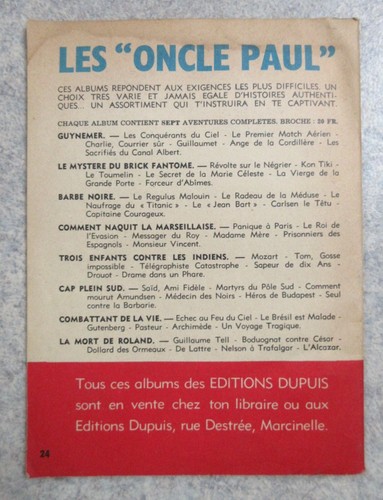 LES "ONCLE PAUL"
CES ALBUMS REPONDENT AUX EXIGENCES LES PLUS DIFFICILES. UN
CHOIX TRES VARIE ET JAMAIS EGALE D'HISTOIRES AUTHENTI-
QUES... UN ASSORTIMENT QUI T'INSTRUIRA EN TE CAPTIVANT.
CHAQUE ALBUM CONTIENT SEPT AVENTURES COMPLETES. BROCHE : 29 FR.
GUYNEMER. — Les Conquérants du Ciel - Le Premier Match Aérien -
Charlie, Courrier sûr - Guillaumet - Ange de la Cordillère - Les
Sacrifiés du Canal Albert.
LE MYSTERE DU BRICK FANTOME. — Révolte sur le Négrier - Kon Tiki -
Le Toumelin - Le Secret de la Marie Céleste - La Vierge de la
Grande Porte - Forceur d'Abîmes.
BARBE NOIRE. — Le Regulus Malouin - Le Radeau de la Méduse - Le
Naufrage du « Titanic » - Le « Jean Bart » - Carlsen le Têtu -
Capitaine Courageux.
COMMENT NAQUIT LA MARSEILLAISE. — Panique à Paris - Le Roi de
l'Evasion - Messager du Roy - Madame Mère - Prisonniers des
Espagnols - Monsieur Vincent.
TROIS ENFANTS CONTRE LES INDIENS. — Mozart - Tom, Gosse
impossible - Télégraphiste Catastrophe - Sapeur de dix Ans -
Drouot - Drame dans un Phare.
CAP PLEIN SUD. — Saïd, Ami Fidèle - Martyrs du Pôle Sud - Comment
mourut Amundsen - Médecin des Noirs - Héros de Budapest - Seul
contre la Barbarie.
COMBATTANT DE LA VIE. — Echec au Feu du Ciel - Le Brésil est Malade -
Gutenberg - Pasteur - Archimède - Un Voyage Tragique.
LA MORT DE ROLAND. — Guillaume Tell - Boduognat contre César -
Dollard des Ormeaux - De Lattre - Nelson à Trafalgar - L'Alcazar.
Tous ces albums des EDITIONS DUPUIS
sont en vente chez ton libraire ou aux
Editions Dupuis, rue Destrée, Marcinelle.
24